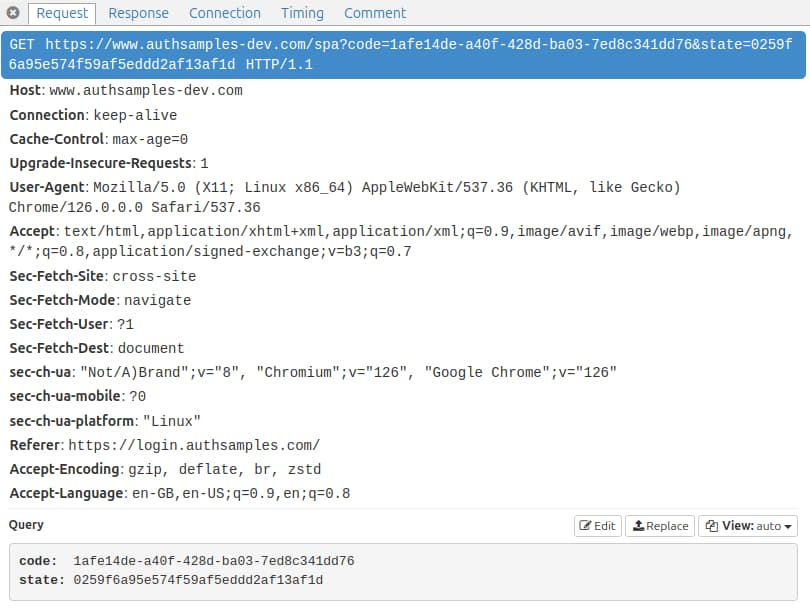 Request Response Connection Timing Comment
GET https://www.authsamples-dev.com/spa?code=1afe14de-a40f-428d-ba03-7ed8c341dd76&state=0259f
6a95e574f59af5eddd2af13af1d HTTP/1.1
Host: www.authsamples-dev.com
Connection: keep-alive
Cache-Control: max-age=0
Upgrade-Insecure-Requests: 1
User-Agent: Mozilla/5.0 (X11; Linux x86_64) AppleWebKit/537.36 (KHTML, like Gecko)
Chrome/126.0.0.0 Safari/537.36
Accept: text/html,application/xhtml+xml,application/xml;q=0.9,image/avif,image/webp,image/apng,
*/*;q=0.8,application/signed-exchange;v=b3;q=0.7
Sec-Fetch-Site: cross-site
Sec-Fetch-Mode: navigate
Sec-Fetch-User: ?1
Sec-Fetch-Dest: document
sec-ch-ua: "Not/A)Brand";v="8", "Chromium";v="126", "Google Chrome";v="126"
sec-ch-ua-mobile: ?0
sec-ch-ua-platform: "Linux"
Referer: https://login.authsamples.com/
Accept-Encoding: gzip, deflate, br, zstd
Accept-Language: en-GB,en-US;q=0.9,en;q=0.8
Query Edit Replace View: auto
code: 1afe14de-a40f-428d-ba03-7ed8c341dd76
state: 0259f6a95e574f59af5eddd2af13af1d